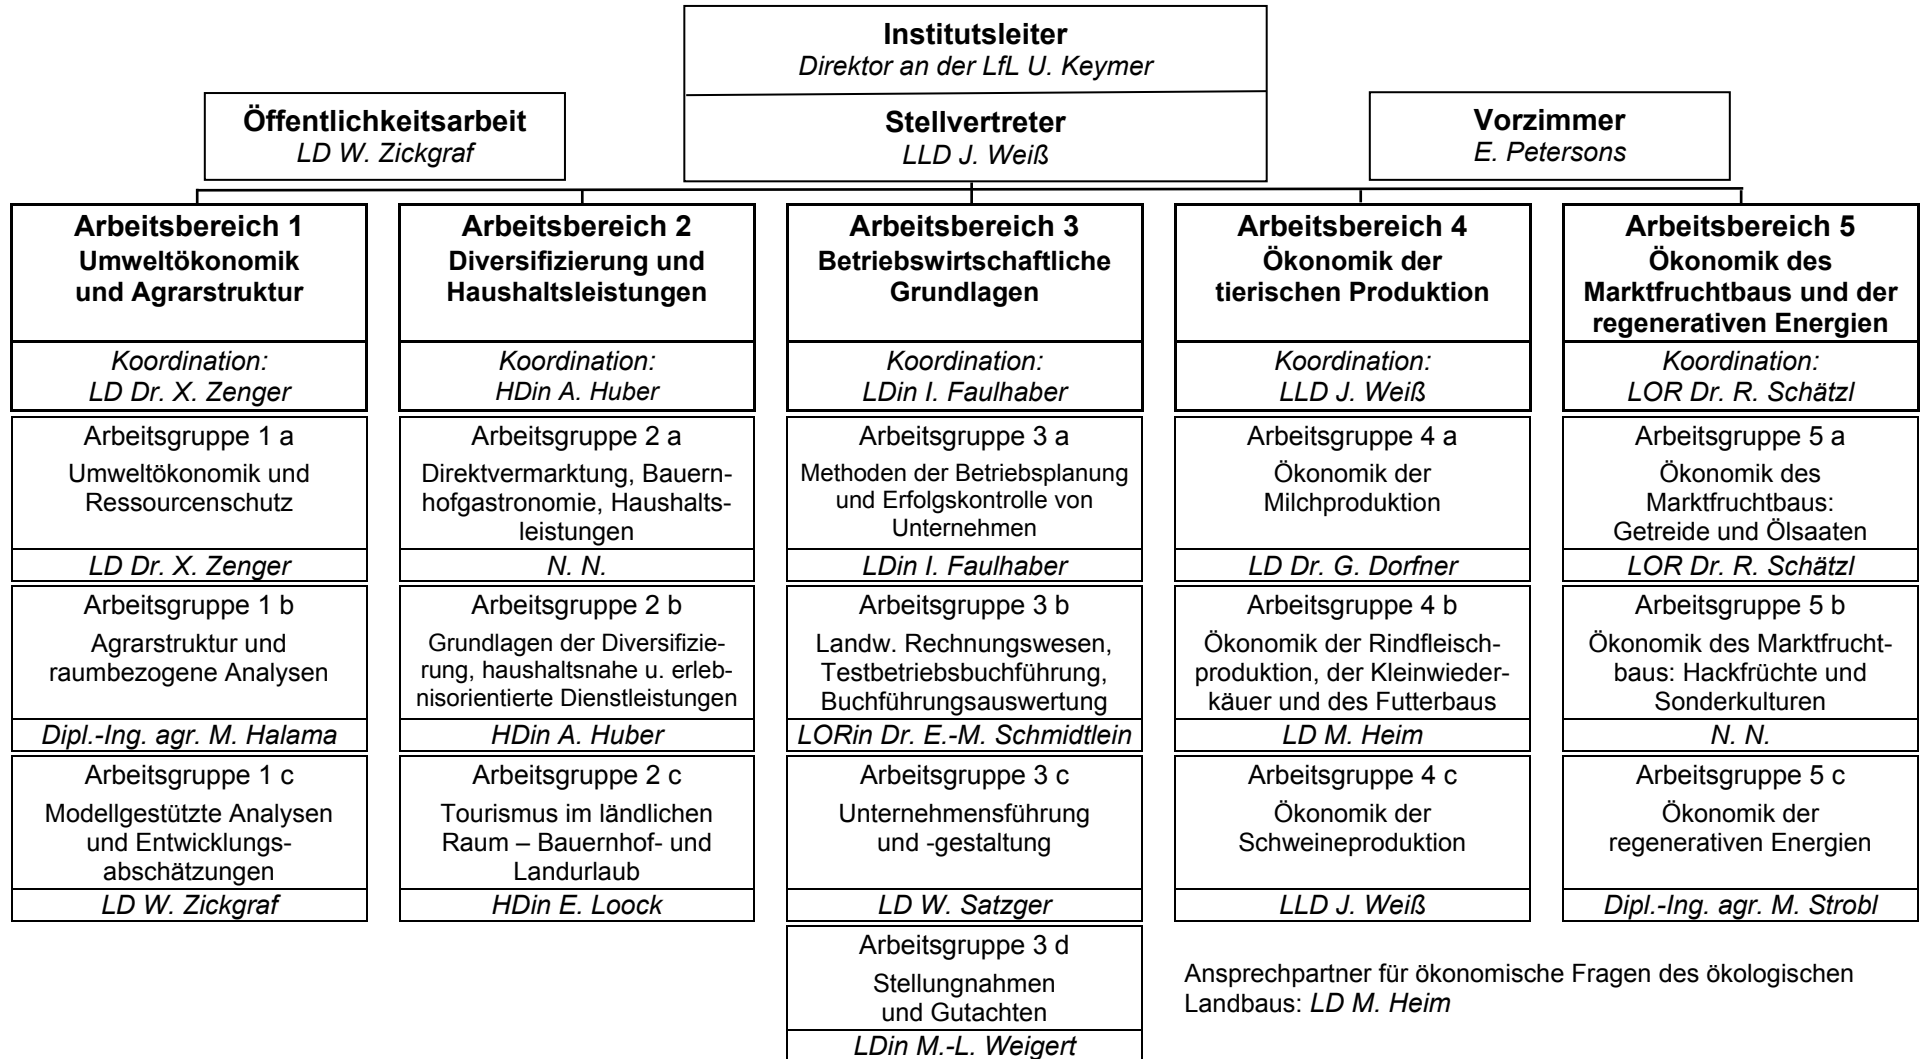 Institutsleiter
Direktor an der LfL U. Keymer
Stellvertreter
LLD J. Weiß
Öffentlichkeitsarbeit
LD W. Zickgraf
Vorzimmer
E. Petersons
Arbeitsbereich 1
Umweltökonomik
und Agrarstruktur
Koordination:
LD Dr. X. Zenger
Arbeitsgruppe 1 a
Umweltökonomik und
Ressourcenschutz
LD Dr. X. Zenger
Arbeitsgruppe 1 b
Agrarstruktur und
raumbezogene Analysen
Dipl.-Ing. agr. M. Halama
Arbeitsgruppe 1 c
Modellgestützte Analysen
und Entwicklungs-
abschätzungen
LD W. Zickgraf
Arbeitsbereich 2
Diversifizierung und
Haushaltsleistungen
Koordination:
HDin A. Huber
Arbeitsgruppe 2 a
Direktvermarktung, Bauern-
hofgastronomie, Haushalts-
leistungen
N. N.
Arbeitsgruppe 2 b
Grundlagen der Diversifizie-
rung, haushaltsnahe u. erleb-
nisorientierte Dienstleistungen
HDin A. Huber
Arbeitsgruppe 2 c
Tourismus im ländlichen
Raum – Bauernhof- und
Landurlaub
HDin E. Loock
Arbeitsbereich 3
Betriebswirtschaftliche
Grundlagen
Koordination:
LDin I. Faulhaber
Arbeitsgruppe 3 a
Methoden der Betriebsplanung
und Erfolgskontrolle von
Unternehmen
LDin I. Faulhaber
Arbeitsgruppe 3 b
Landw. Rechnungswesen,
Testbetriebsbuchführung,
Buchführungsauswertung
LORin Dr. E.-M. Schmidtlein
Arbeitsgruppe 3 c
Unternehmensführung
und -gestaltung
LD W. Satzger
Arbeitsgruppe 3 d
Stellungnahmen
und Gutachten
LDin M.-L. Weigert
Arbeitsbereich 4
Ökonomik der
tierischen Produktion
Koordination:
LLD J. Weiß
Arbeitsgruppe 4 a
Ökonomik der
Milchproduktion
LD Dr. G. Dorfner
Arbeitsgruppe 4 b
Ökonomik der Rindfleisch-
produktion, der Kleinwieder-
käuer und des Futterbaus
LD M. Heim
Arbeitsgruppe 4 c
Ökonomik der
Schweineproduktion
LLD J. Weiß
Arbeitsbereich 5
Ökonomik des
Marktfruchtbaus und der
regenerativen Energien
Koordination:
LOR Dr. R. Schätzl
Arbeitsgruppe 5 a
Ökonomik des
Marktfruchtbaus:
Getreide und Ölsaaten
LOR Dr. R. Schätzl
Arbeitsgruppe 5 b
Ökonomik des Marktfrucht-
baus: Hackfrüchte und
Sonderkulturen
N. N.
Arbeitsgruppe 5 c
Ökonomik der
regenerativen Energien
Dipl.-Ing. agr. M. Strobl
Ansprechpartner für ökonomische Fragen des ökologischen
Landbaus: LD M. Heim